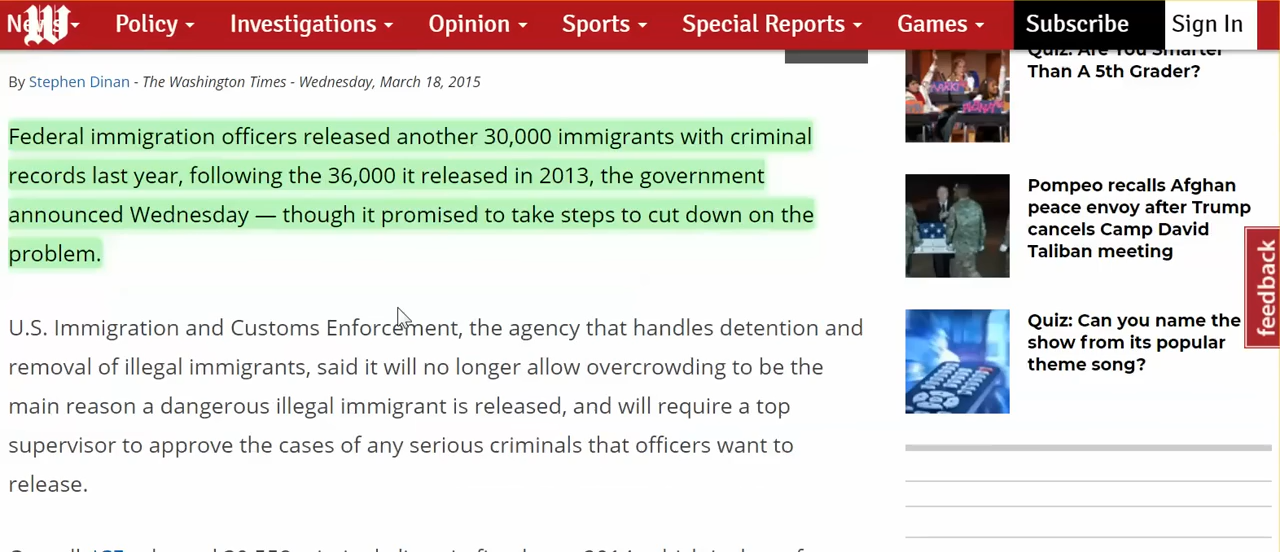 News Policy Investigations Opinion Sports Special Reports Games Subscribe Sign In
By Stephen Dinan - The Washington Times - Wednesday, March 18, 2015
Federal immigration officers released another 30,000 immigrants with criminal
records last year, following the 36,000 it released in 2013, the government
announced Wednesday — though it promised to take steps to cut down on the
problem.
U.S. Immigration and Customs Enforcement, the agency that handles detention and
removal of illegal immigrants, said it will no longer allow overcrowding to be the
main reason a dangerous illegal immigrant is released, and will require a top
supervisor to approve the cases of any serious criminals that officers want to
release.
Quiz: Are You Smarter
Than A 5th Grader?
Pompeo recalls Afghan
peace envoy after Trump
cancels Camp David
Taliban meeting
Quiz: Can you name the
show from its popular
theme song?
feedback